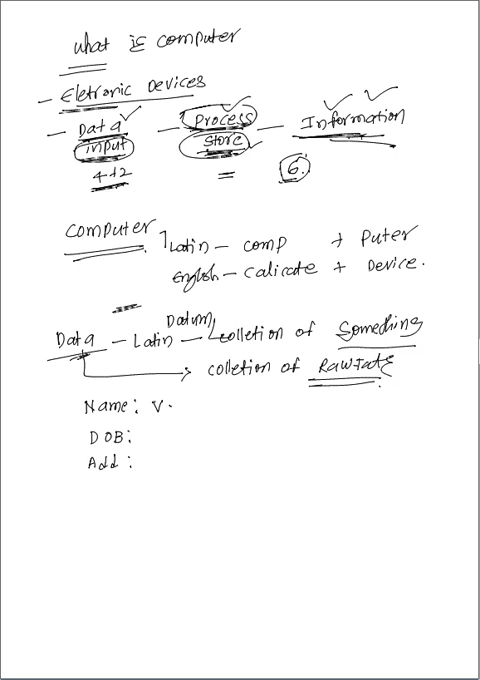 what is computer
- Eletronic Devices
- Data - Process - Information
input store
4+2 = 6.
Computer Latin - comp + Puter
English - Calicate + Device.
Datum
Data - Latin - colletion of Something
colletion of
Name: V.
DOB:
Add: